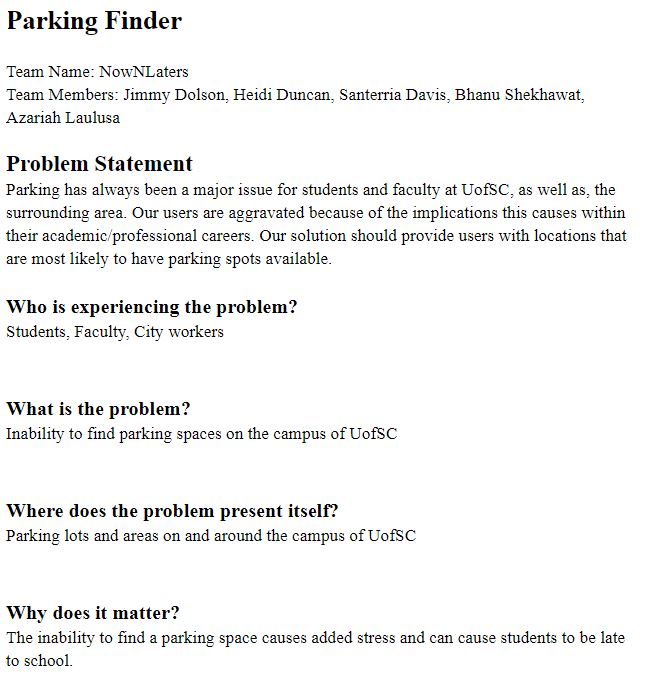 Parking Finder
Team Name: NowNLaters
Team Members: Jimmy Dolson, Heidi Duncan, Santerria Davis, Bhanu Shekhawat,
Azariah Laulusa
Problem Statement
Parking has always been a major issue for students and faculty at UofSC, as well as, the
surrounding area. Our users are aggravated because of the implications this causes within
their academic/professional careers. Our solution should provide users with locations that
are most likely to have parking spots available.
Who is experiencing the problem?
Students, Faculty, City workers
What is the problem?
Inability to find parking spaces on the campus of UofSC
Where does the problem present itself?
Parking lots and areas on and around the campus of UofSC
Why does it matter?
The inability to find a parking space causes added stress and can cause students to be late
to school.